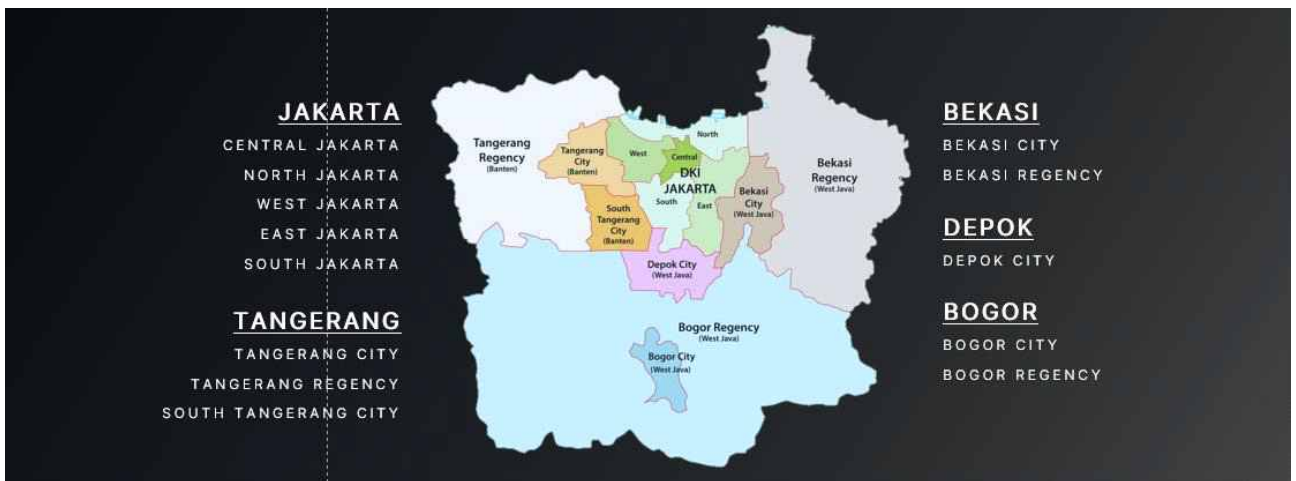 JAKARTA
CENTRAL JAKARTA
NORTH JAKARTA
WEST JAKARTA
EAST JAKARTA
SOUTH JAKARTA
TANGERANG
TANGERANG CITY
TANGERANG REGENCY
SOUTH TANGERANG CITY
Tangerang
Regency
(Banten)
Tangerang
City
(Banten)
South
Tangerang
City
(Banten)
West
North
Central
DKI
JAKARTA
South
East
Bekasi
City
(West Java)
Bekasi
Regency
(West Java)
Depok City
(West Java)
Bogor Regency
(West Java)
Bogor City
(West Java)
BEKASI
BEKASI CITY
BEKASI REGENCY
DEPOK
DEPOK CITY
BOGOR
BOGOR CITY
BOGOR REGENCY